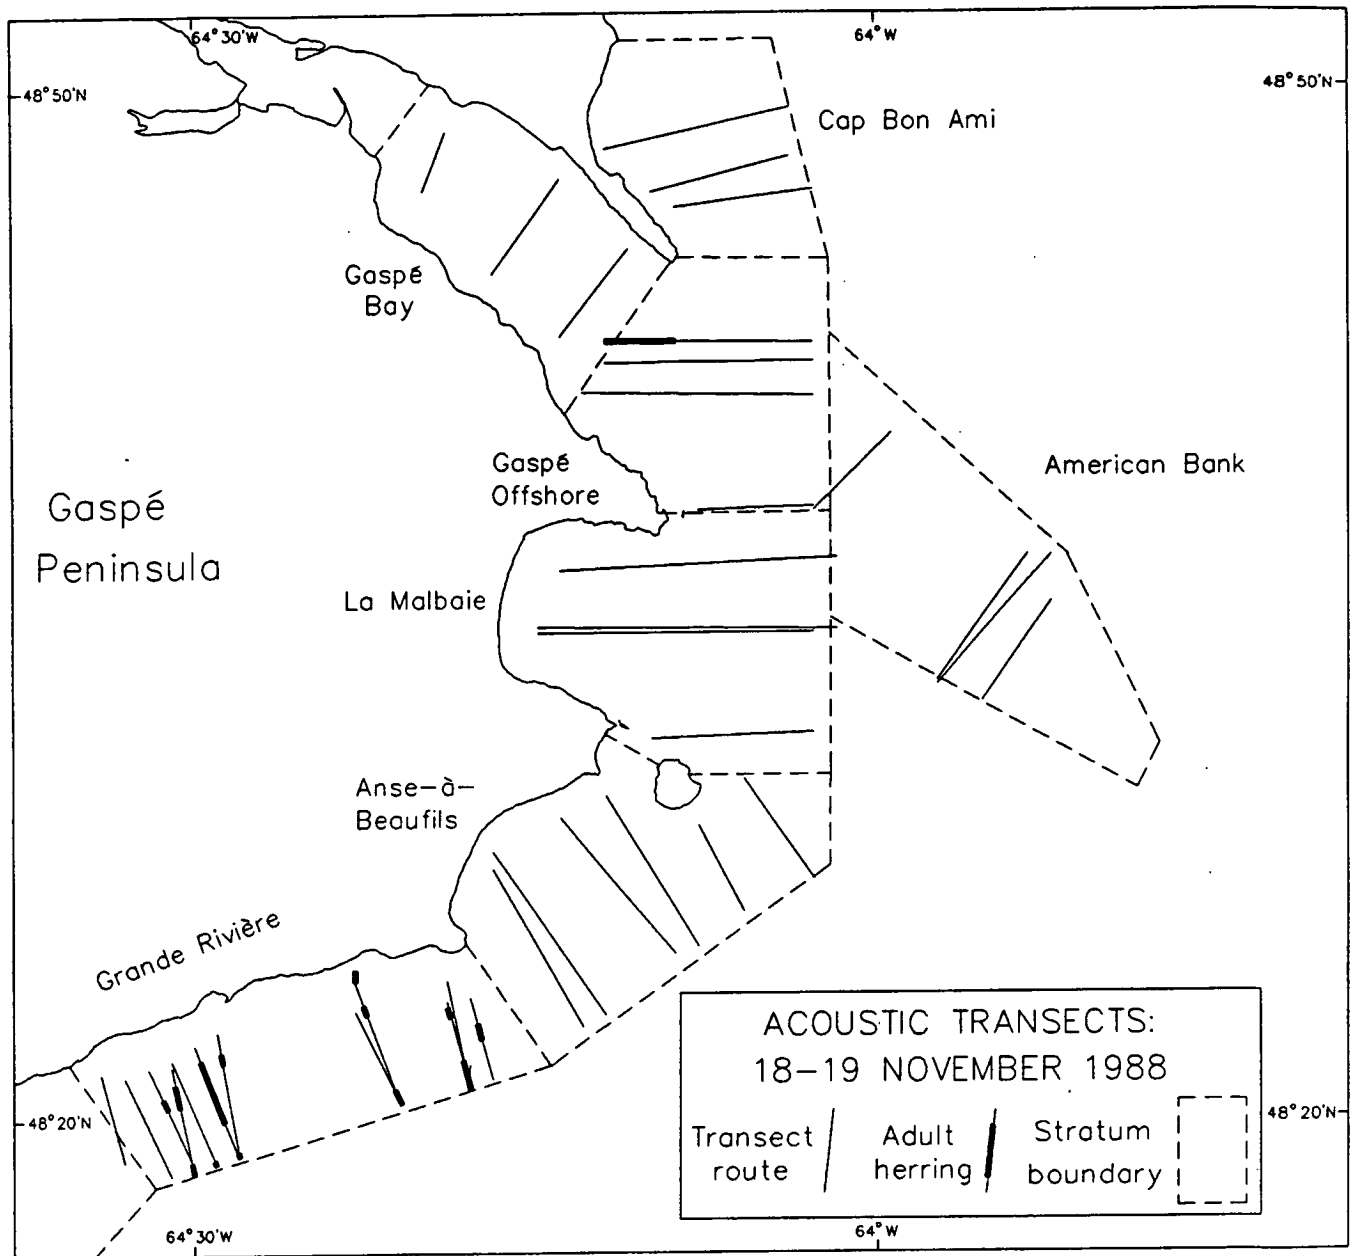 64°30'W
64°W
48°50'N
48°50'N
Cap Bon Ami
Gaspé
Bay
Gaspé
Offshore
American Bank
Gaspé
Peninsula
La Malbaie
Anse-à-
Beaufils
Grande Rivière
ACOUSTIC TRANSECTS:
18-19 NOVEMBER 1988
Transect
route
Adult
herring
Stratum
boundary
48°20'N
48°20'N
64°30'W
64°W